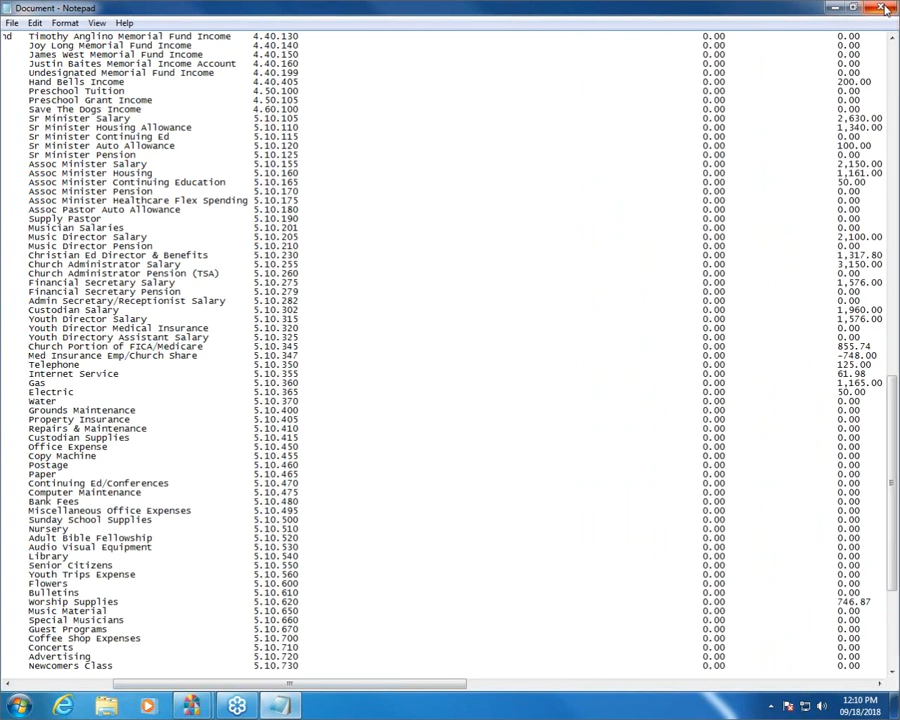 Document - Notepad
File Edit Format View Help
nd Timothy Anglino Memorial Fund Income 4.40.130 0.00 0.00
Joy Long Memorial Fund Income 4.40.140 0.00 0.00
James West Memorial Fund Income 4.40.150 0.00 0.00
Justin Baites Memorial Income Account 4.40.160 0.00 0.00
Undesignated Memorial Fund Income 4.40.199 0.00 0.00
Hand Bells Income 4.40.405 0.00 200.00
Preschool Tuition 4.50.100 0.00 0.00
Preschool Grant Income 4.50.105 0.00 0.00
Save The Dogs Income 4.60.100 0.00 0.00
Sr Minister Salary 5.10.105 0.00 2,630.00
Sr Minister Housing Allowance 5.10.110 0.00 1,340.00
Sr Minister Continuing Ed 5.10.115 0.00 0.00
Sr Minister Auto Allowance 5.10.120 0.00 100.00
Sr Minister Pension 5.10.125 0.00 0.00
Assoc Minister Salary 5.10.155 0.00 2,150.00
Assoc Minister Housing 5.10.160 0.00 1,161.00
Assoc Minister Continuing Education 5.10.165 0.00 50.00
Assoc Minister Pension 5.10.170 0.00 0.00
Assoc Minister Healthcare Flex Spending 5.10.175 0.00 0.00
Assoc Pastor Auto Allowance 5.10.180 0.00 0.00
Supply Pastor 5.10.190 0.00 0.00
Musician Salaries 5.10.201 0.00 0.00
Music Director Salary 5.10.205 0.00 2,100.00
Music Director Pension 5.10.210 0.00 0.00
Christian Ed Director & Benefits 5.10.230 0.00 1,317.80
Church Administrator Salary 5.10.255 0.00 3,150.00
Church Administrator Pension (TSA) 5.10.260 0.00 0.00
Financial Secretary Salary 5.10.275 0.00 1,576.00
Financial Secretary Pension 5.10.279 0.00 0.00
Admin Secretary/Receptionist Salary 5.10.282 0.00 0.00
Custodian Salary 5.10.302 0.00 1,960.00
Youth Director Salary 5.10.315 0.00 1,576.00
Youth Director Medical Insurance 5.10.320 0.00 0.00
Youth Directory Assistant Salary 5.10.325 0.00 0.00
Church Portion of FICA/Medicare 5.10.345 0.00 855.74
Med Insurance Emp/Church Share 5.10.347 0.00 -748.00
Telephone 5.10.350 0.00 125.00
Internet Service 5.10.355 0.00 61.98
Gas 5.10.360 0.00 1,165.00
Electric 5.10.365 0.00 50.00
Water 5.10.370 0.00 0.00
Grounds Maintenance 5.10.400 0.00 0.00
Property Insurance 5.10.405 0.00 0.00
Repairs & Maintenance 5.10.410 0.00 0.00
Custodian Supplies 5.10.415 0.00 0.00
Office Expense 5.10.450 0.00 0.00
Copy Machine 5.10.455 0.00 0.00
Postage 5.10.460 0.00 0.00
Paper 5.10.465 0.00 0.00
Continuing Ed/Conferences 5.10.470 0.00 0.00
Computer Maintenance 5.10.475 0.00 0.00
Bank Fees 5.10.480 0.00 0.00
Miscellaneous Office Expenses 5.10.495 0.00 0.00
Sunday School Supplies 5.10.500 0.00 0.00
Nursery 5.10.510 0.00 0.00
Adult Bible Fellowship 5.10.520 0.00 0.00
Audio Visual Equipment 5.10.530 0.00 0.00
Library 5.10.540 0.00 0.00
Senior Citizens 5.10.550 0.00 0.00
Youth Trips Expense 5.10.560 0.00 0.00
Flowers 5.10.600 0.00 0.00
Bulletins 5.10.610 0.00 0.00
Worship Supplies 5.10.620 0.00 746.87
Music Material 5.10.650 0.00 0.00
Special Musicians 5.10.660 0.00 0.00
Guest Programs 5.10.670 0.00 0.00
Coffee Shop Expenses 5.10.700 0.00 0.00
Concerts 5.10.710 0.00 0.00
Advertising 5.10.720 0.00 0.00
Newcomers Class 5.10.730 0.00 0.00
12:10 PM
09/18/2018